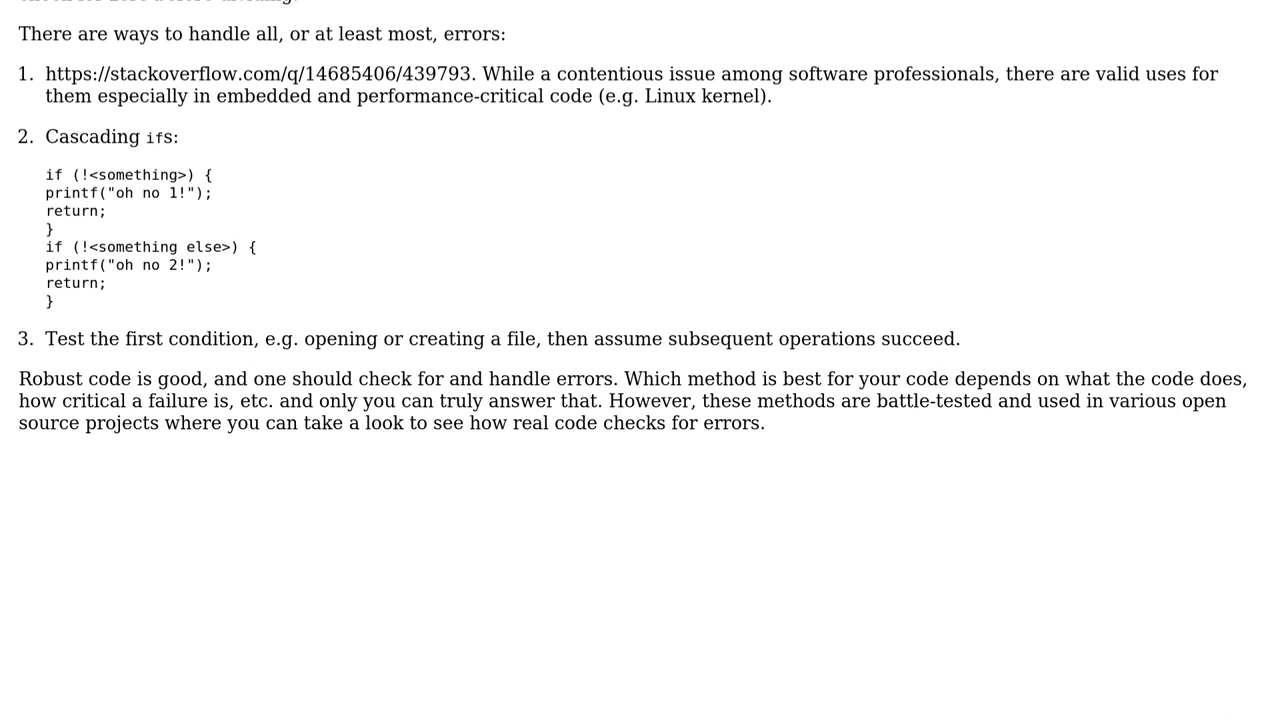 There are ways to handle all, or at least most, errors:
1. https://stackoverflow.com/q/14685406/439793. While a contentious issue among software professionals, there are valid uses for
them especially in embedded and performance-critical code (e.g. Linux kernel).
2. Cascading ifs:
if (!<something>) {
printf("oh no 1!");
return;
}
if (!<something else>) {
printf("oh no 2!");
return;
}
3. Test the first condition, e.g. opening or creating a file, then assume subsequent operations succeed.
Robust code is good, and one should check for and handle errors. Which method is best for your code depends on what the code does,
how critical a failure is, etc. and only you can truly answer that. However, these methods are battle-tested and used in various open
source projects where you can take a look to see how real code checks for errors.